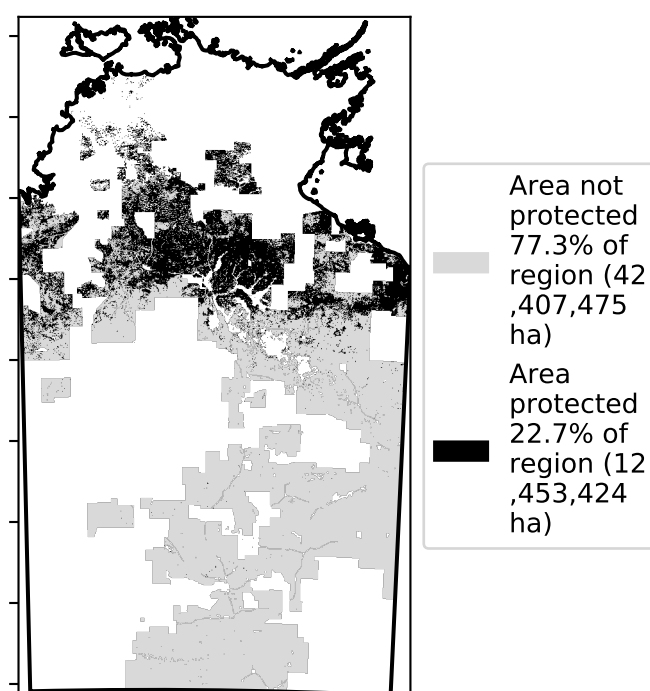 Area not
protected
77.3% of
region (42
,407,475
ha)
Area
protected
22.7% of
region (12
,453,424
ha)